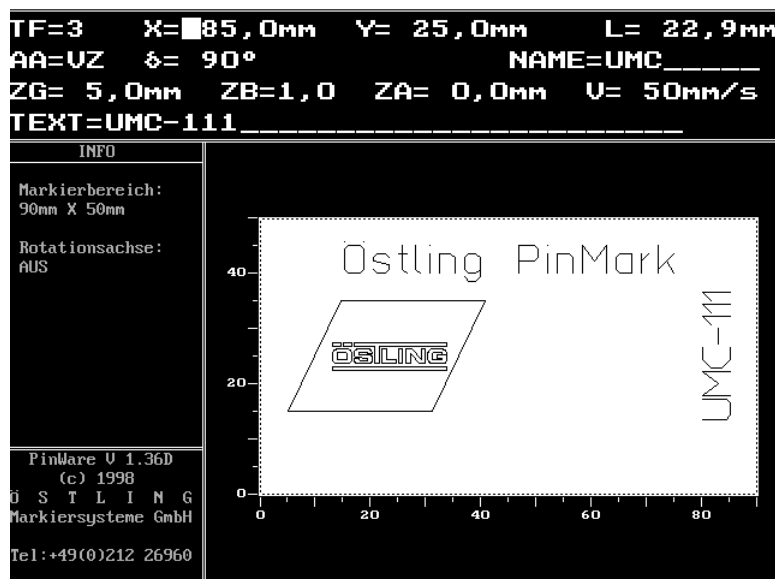 TF=3 X= 85,0mm Y= 25,0mm L= 22,9mm
AA=VZ δ= 90° NAME=UMC_____
ZG= 5,0mm ZB=1,0 ZA= 0,0mm V= 50mm/s
TEXT=UMC-111________________________
INFO
Markierbereich:
90mm X 50mm
Rotationsachse:
AUS
PinWare V 1.36D
(c) 1998
Ö S T L I N G
Markiersysteme GmbH
Tel:+49(0)212 26960
Östling PinMark
ÖSTLING
UMC-111
40
20
0
0 20 40 60 80